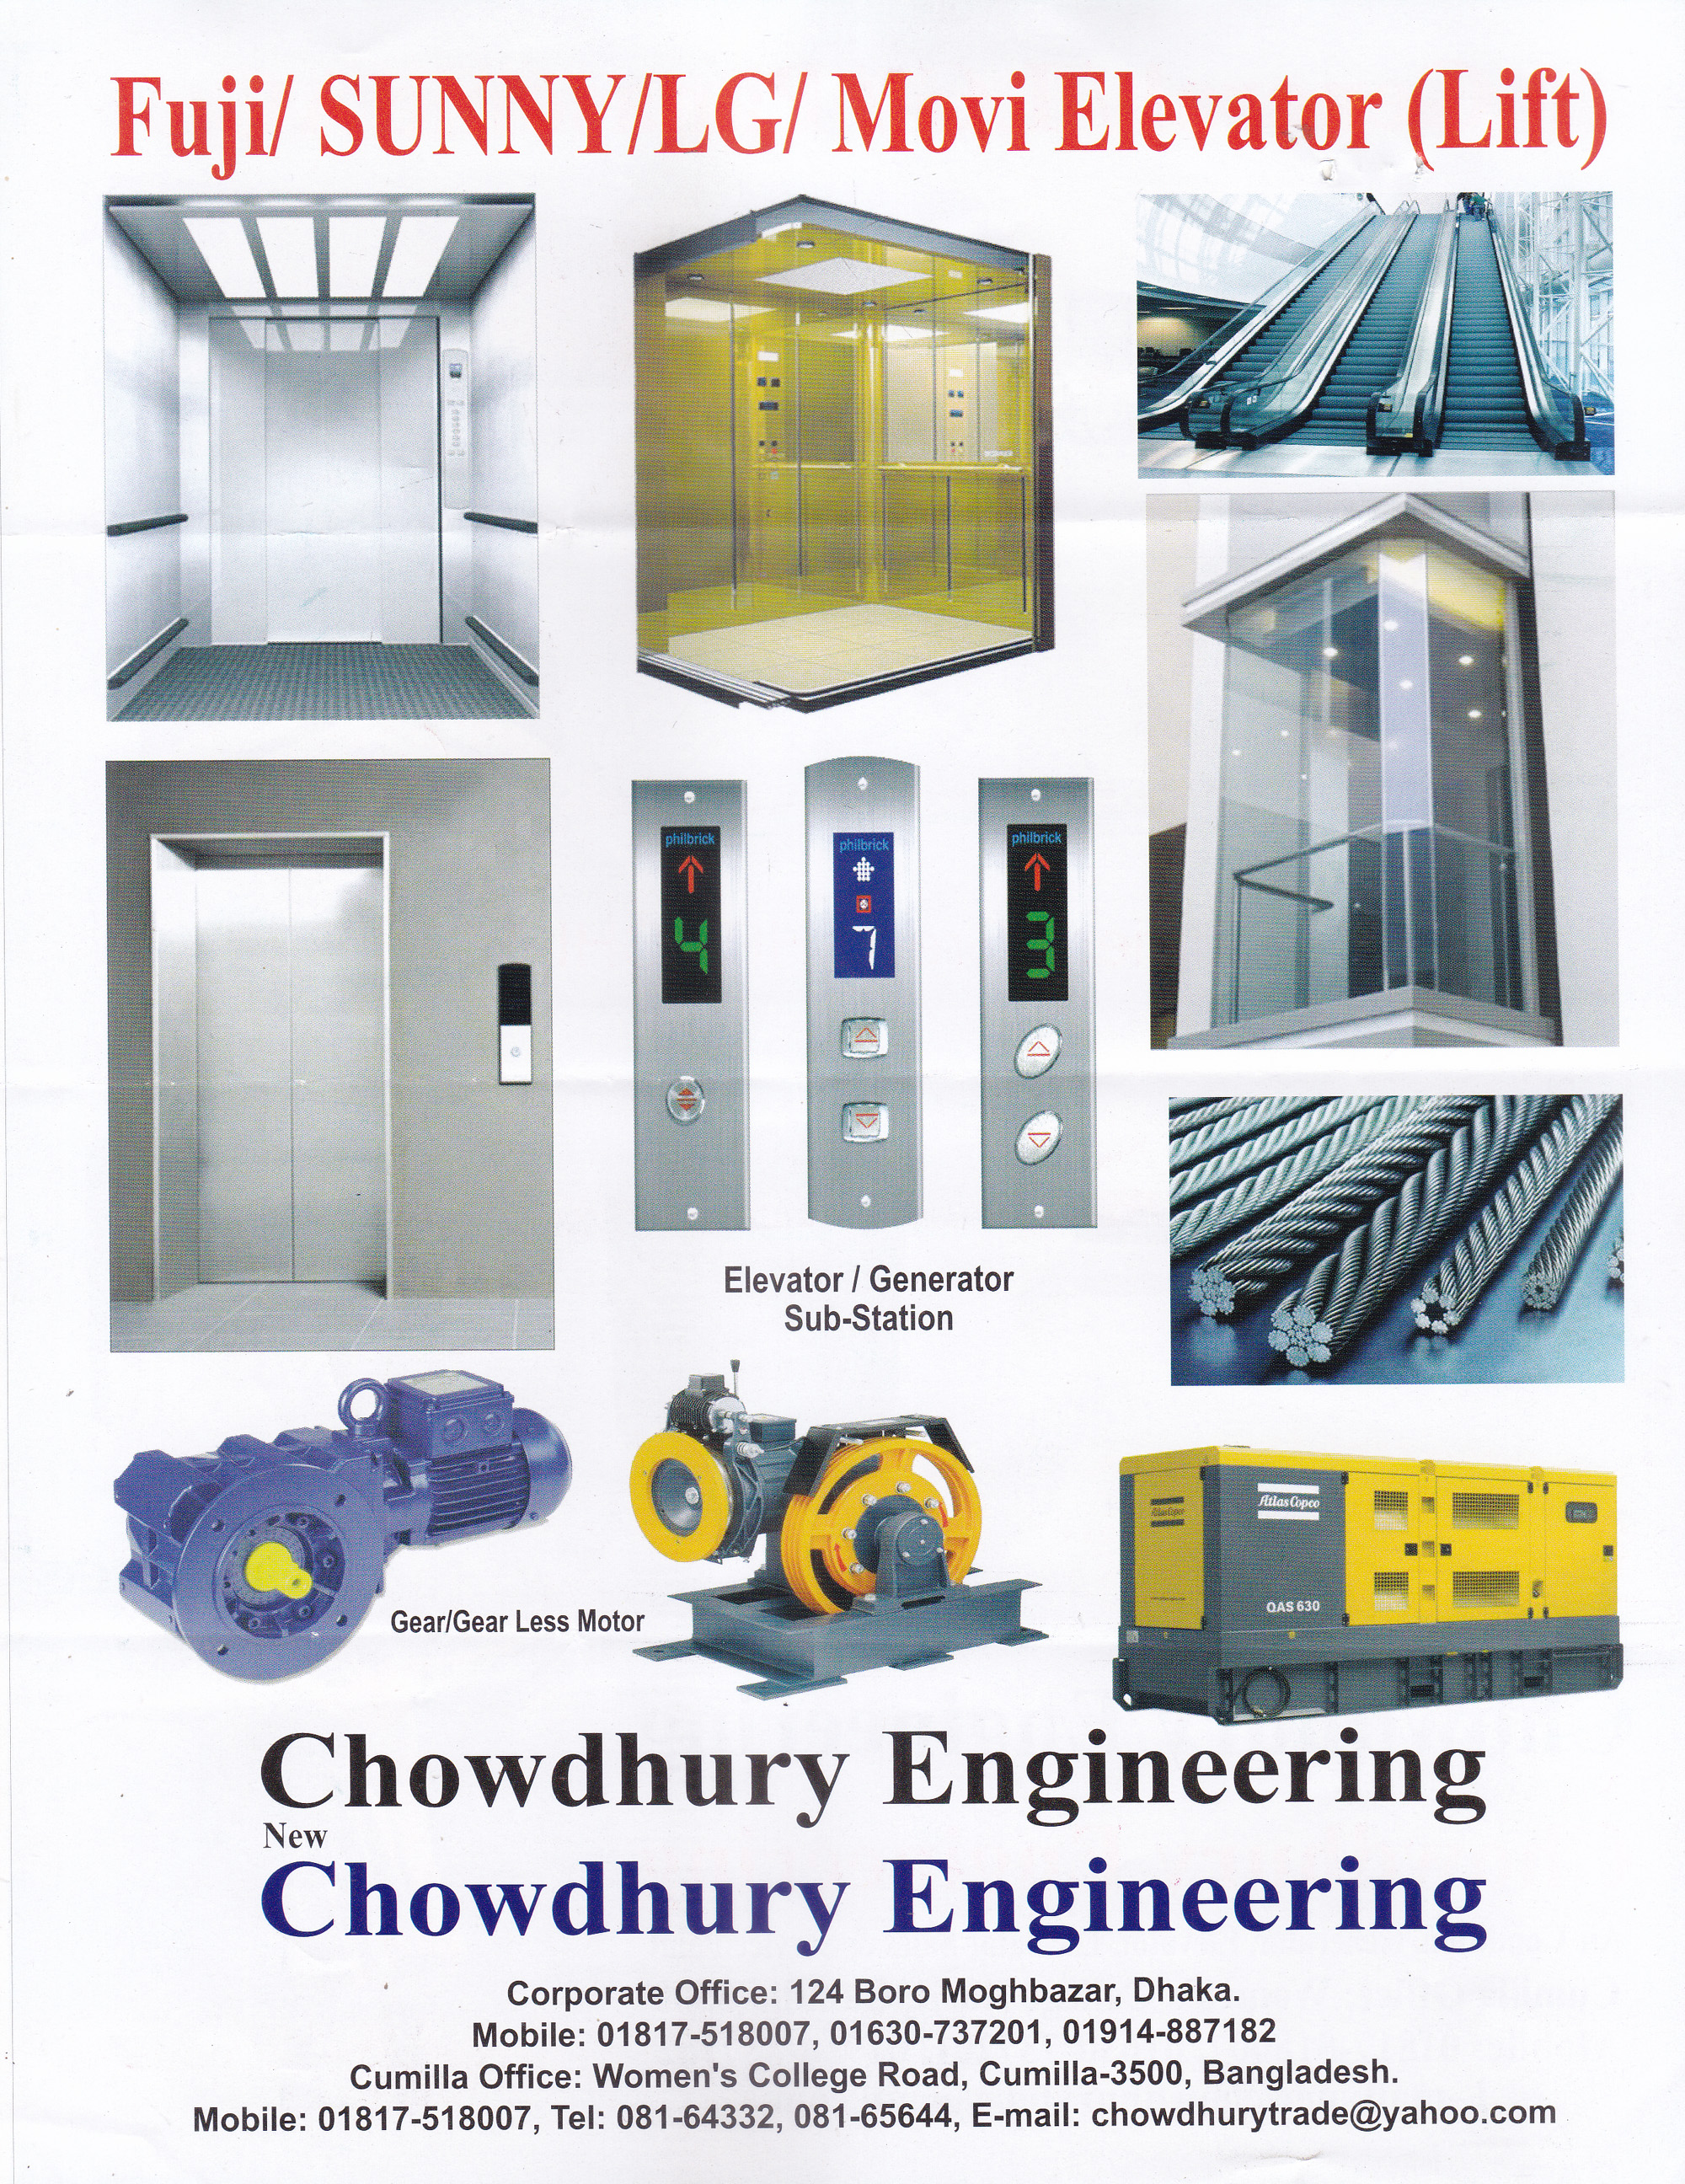 Fuji/ SUNNY/LG/ Movi Elevator (Lift)
philbrick
4
philbrick
7
philbrick
3
Elevator / Generator
Sub-Station
Atlas Copco
Atlas Copco
QAS 630
Gear/Gear Less Motor
Chowdhury Engineering
New
Chowdhury Engineering
Corporate Office: 124 Boro Moghbazar, Dhaka.
Mobile: 01817-518007, 01630-737201, 01914-887182
Cumilla Office: Women's College Road, Cumilla-3500, Bangladesh.
Mobile: 01817-518007, Tel: 081-64332, 081-65644, E-mail: chowdhurytrade@yahoo.com